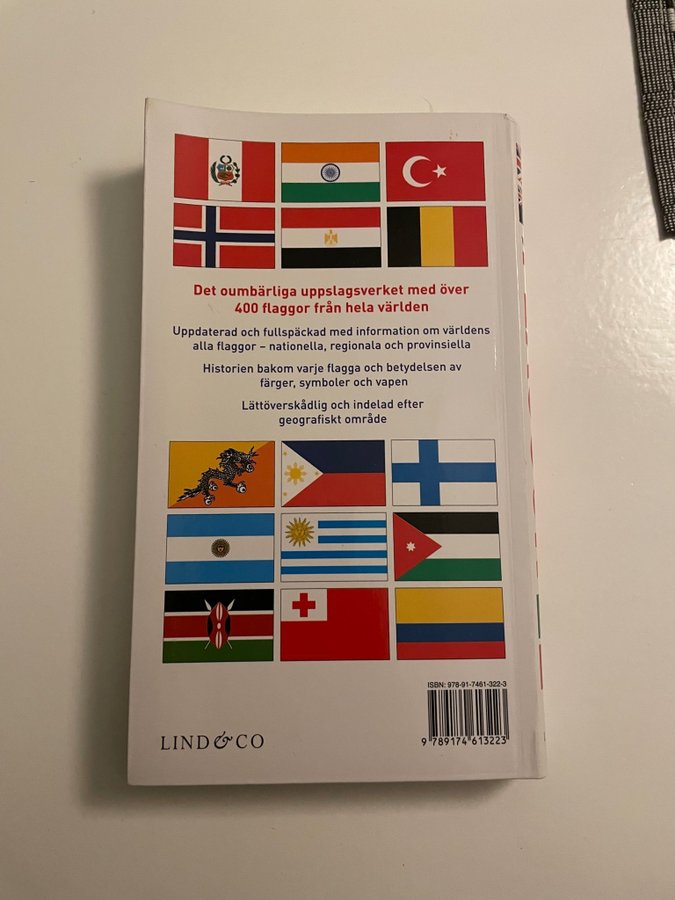 Det oumbärliga uppslagsverket med över
400 flaggor från hela världen
Uppdaterad och fullspäckad med information om världens
alla flaggor – nationella, regionala och provinsiella
Historien bakom varje flagga och betydelsen av
färger, symboler och vapen
Lättöverskådlig och indelad efter
geografiskt område
ISBN: 978-91-7461-322-3
9 789174 613223
LIND & CO